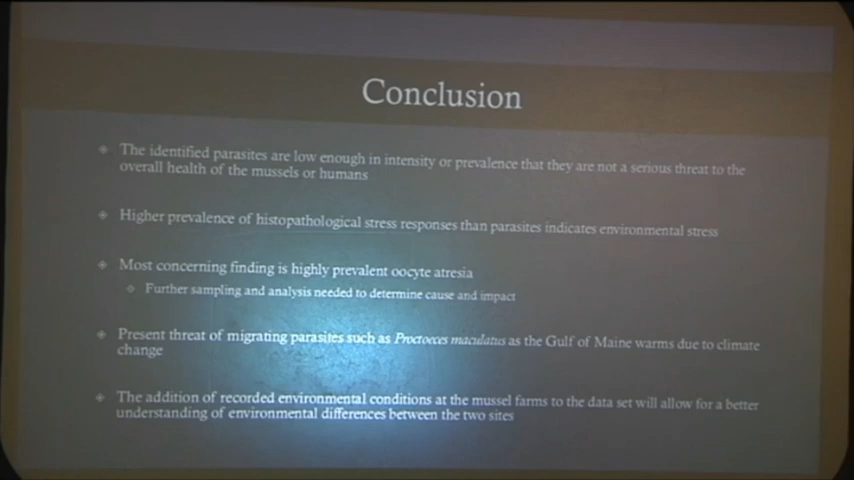 Conclusion
The identified parasites are low enough in intensity or prevalence that they are not a serious threat to the
overall health of the mussels or humans
Higher prevalence of histopathological stress responses than parasites indicates environmental stress
Most concerning finding is highly prevalent oocyte atresia
Further sampling and analysis needed to determine cause and impact
Present threat of migrating parasites such as Proctoeces maculatus as the Gulf of Maine warms due to climate
change
The addition of recorded environmental conditions at the mussel farms to the data set will allow for a better
understanding of environmental differences between the two sites